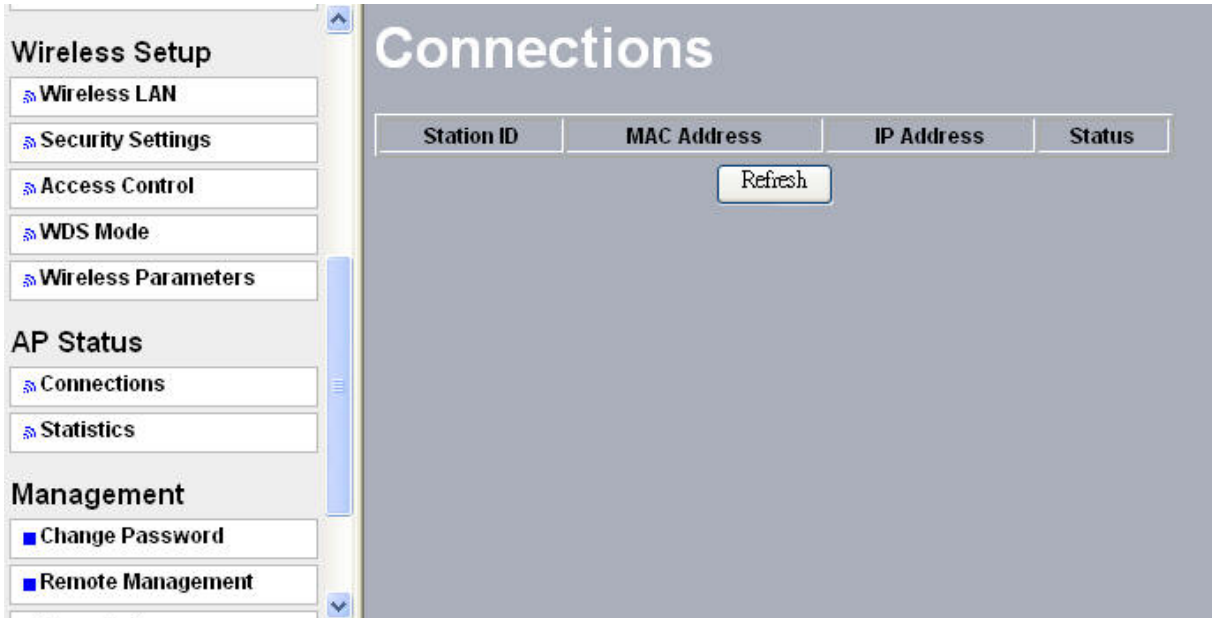 Wireless Setup
Wireless LAN
Security Settings
Access Control
WDS Mode
Wireless Parameters
AP Status
Connections
Statistics
Management
Change Password
Remote Management
Connections
Station ID MAC Address IP Address Status
Refresh